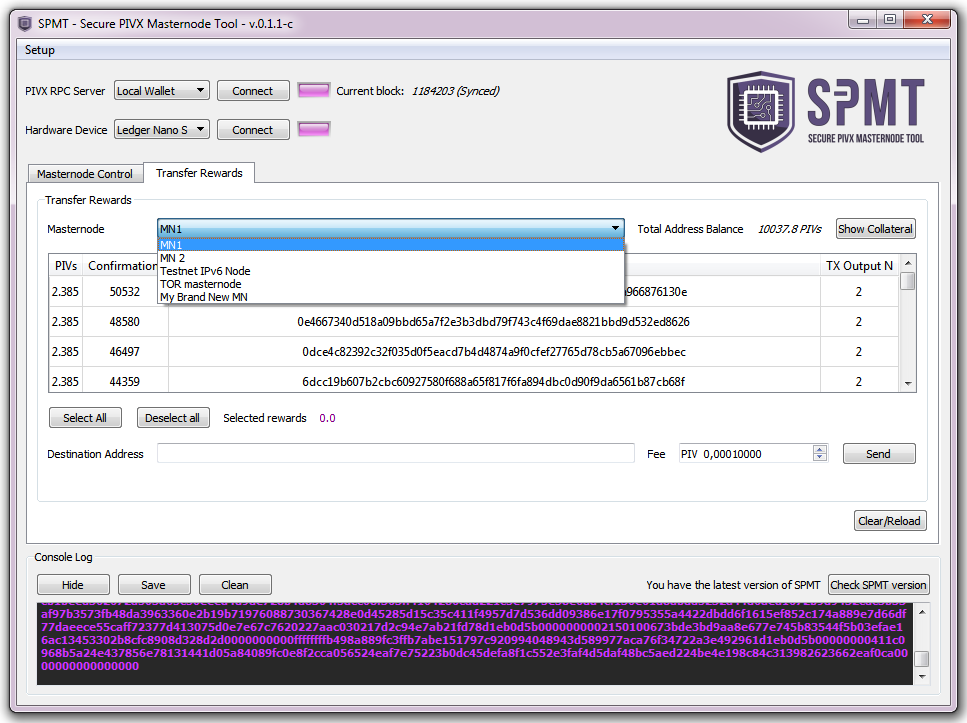 SPMT - Secure PIVX Masternode Tool - v.0.1.1-c
Setup
PIVX RPC Server Local Wallet Connect Current block: 1184203 (Synced)
Hardware Device Ledger Nano S Connect
SPMT
SECURE PIVX MASTERNODE TOOL
Masternode Control Transfer Rewards
Transfer Rewards
Masternode MN1 Total Address Balance 10037.8 PIVs Show Collateral
MN1
MN 2
Testnet IPv6 Node
TOR masternode
My Brand New MN
PIVs Confirmation TX Output N
2.385 50532 966876130e 2
2.385 48580 0e4667340d518a09bbd65a7f2e3b3dbd79f743c4f69dae8821bbd9d532ed8626 2
2.385 46497 0dce4c82392c32f035d0f5eacd7b4d4874a9f0cfef27765d78cb5a67096ebbec 2
2.385 44359 6dcc19b607b2cbc60927580f688a65f817f6fa894dbc0d90f9da6561b87cb68f 2
Select All Deselect all Selected rewards 0.0
Destination Address Fee PIV 0,00010000 Send
Clear/Reload
Console Log
Hide Save Clean You have the latest version of SPMT Check SPMT version
af97b3573fb48da3963360e2b19b71976088730367428e0d45285d15c35c411f4957d7d536dd09386e17f0795355a4422dbdd6f1615ef852c174a889e7d66df
77daeece55caff72377d413075d0e7e67c7620227aac030217d2c94e7ab21fd78d1eb0d5b0000000002150100673bde3bd9aa8e677e745b83544f5b03efae1
6ac13453302b8cfc8908d328d2d0000000000ffffffffb498a889fc3ffb7abe151797c920994048943d589977aca76f34722a3e492961d1eb0d5b00000000411c0
968b5a24e437856e78131441d05a84089fc0e8f2cca056524eaf7e75223b0dc45defa8f1c552e3faf4d5daf48bc5aed224be4e198c84c313982623662eaf0ca00
00000000000000